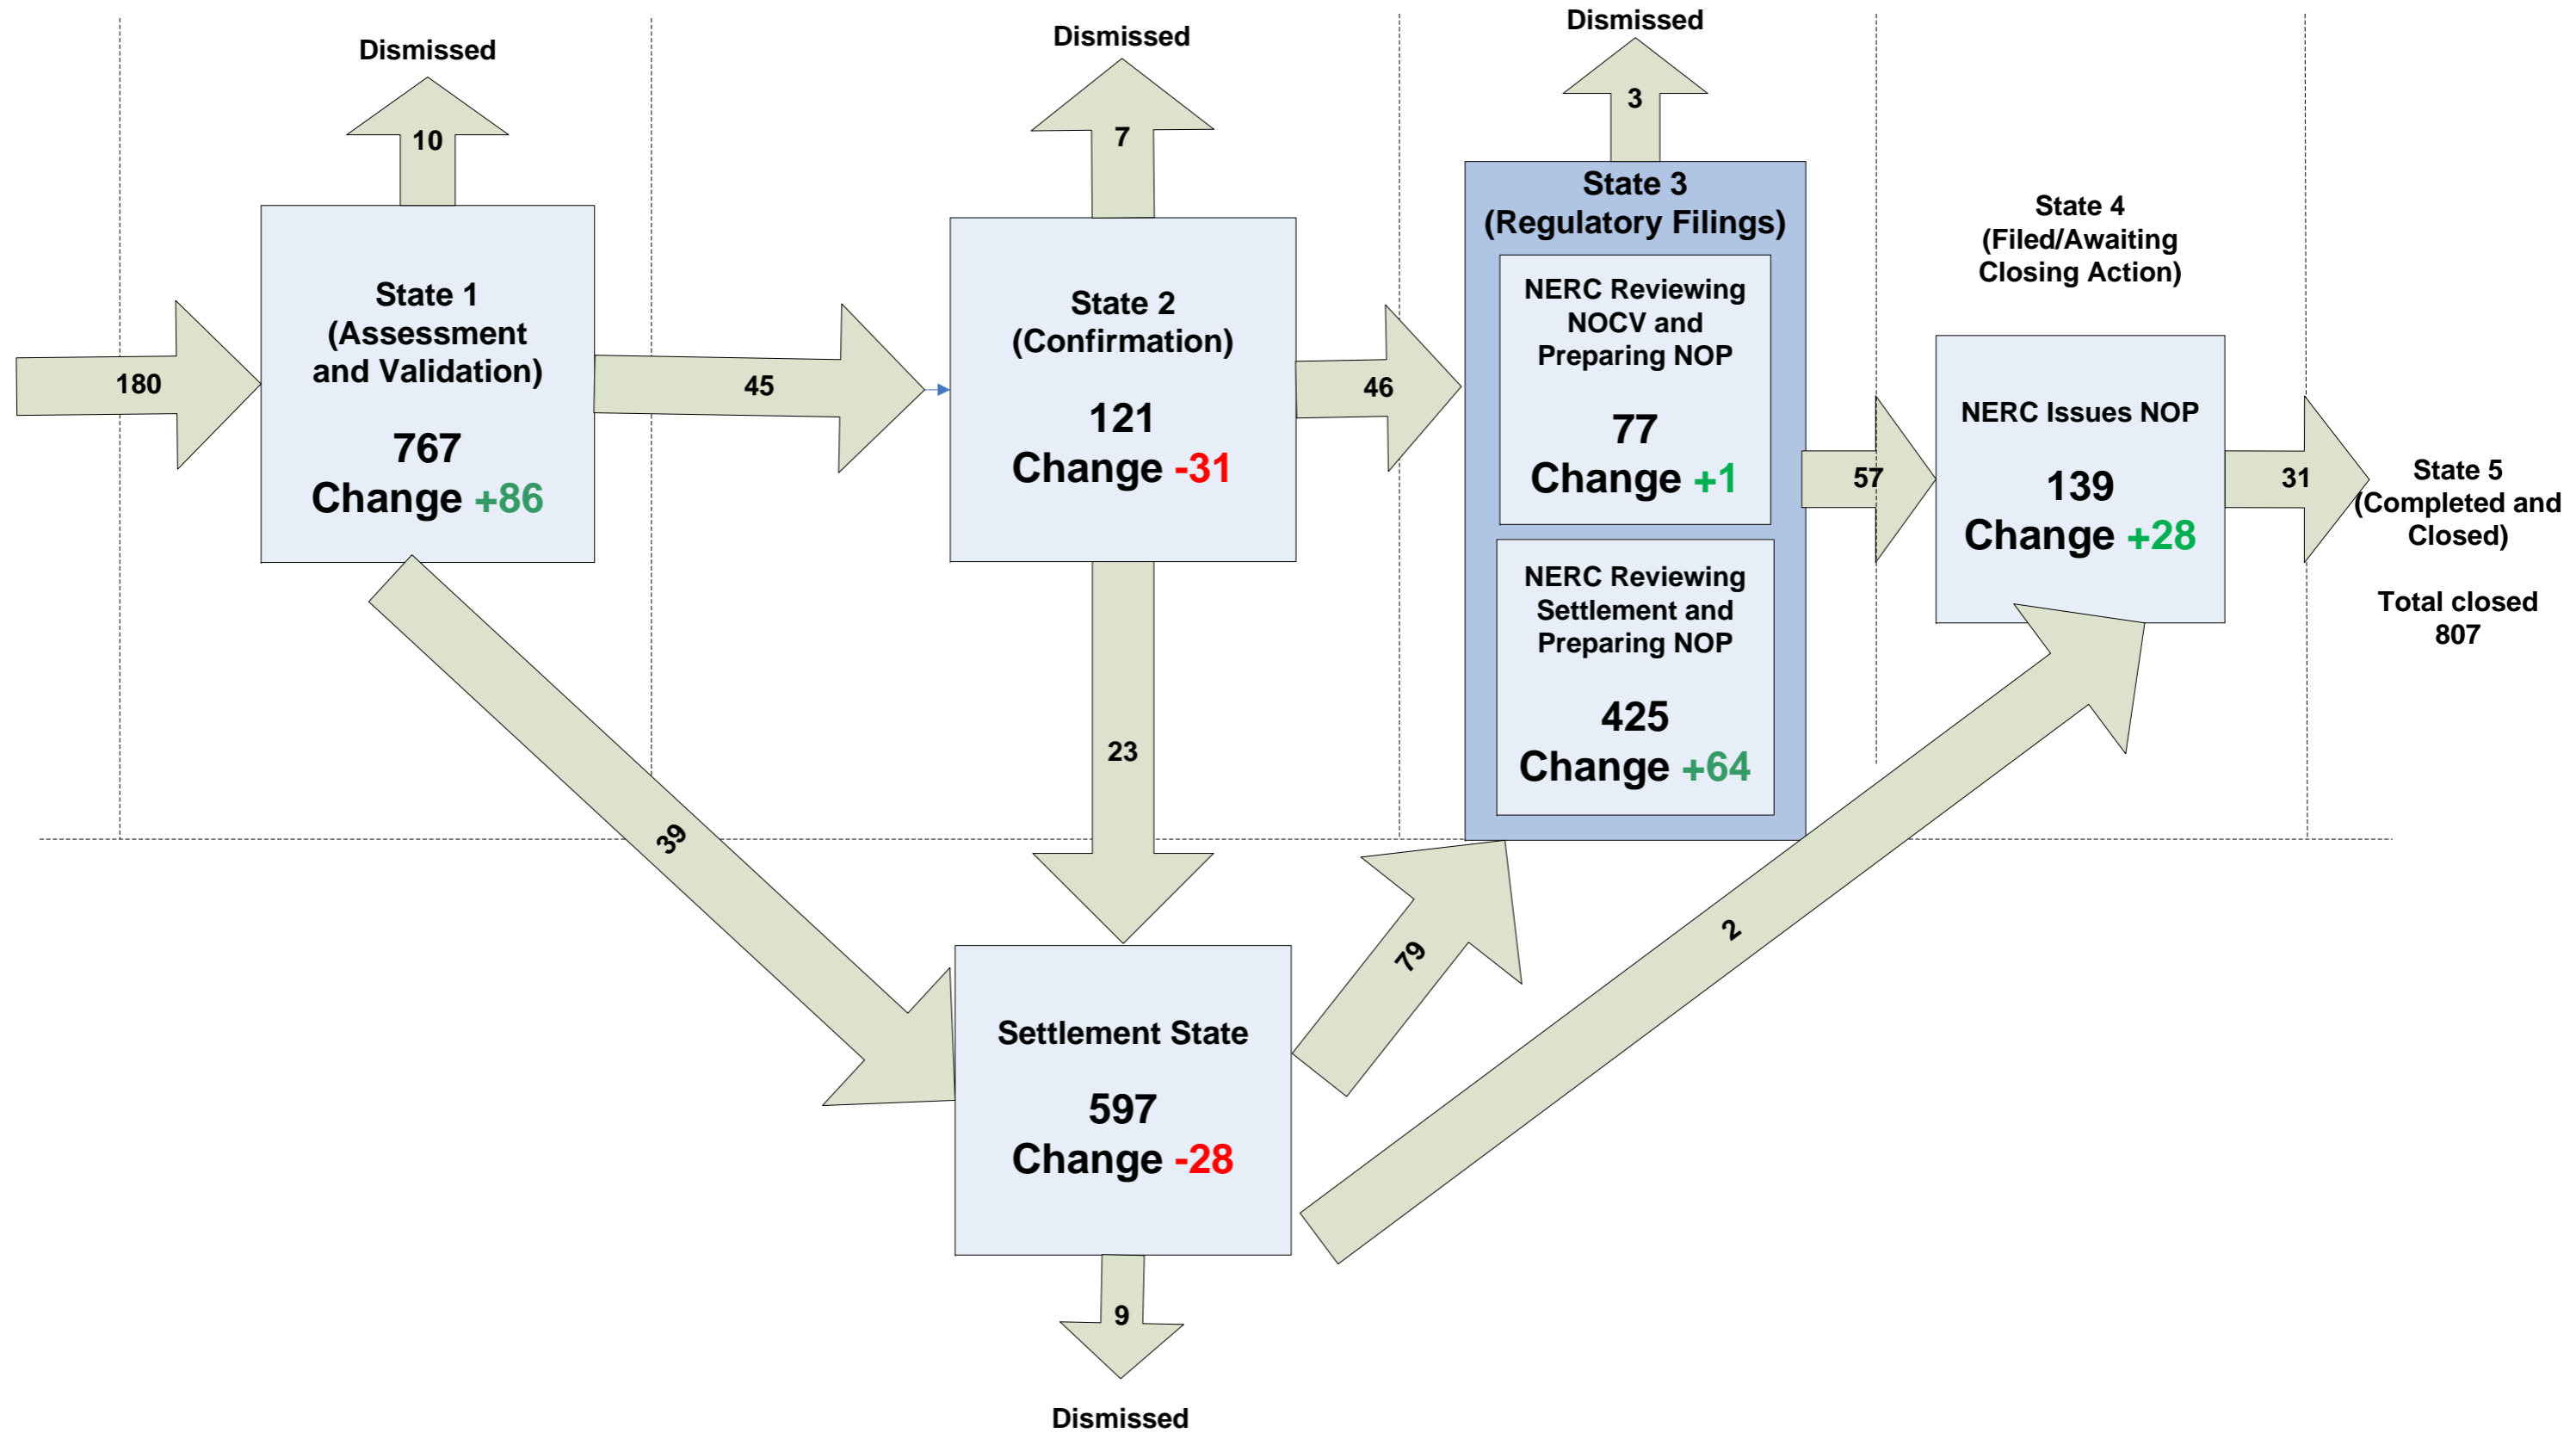 Dismissed
10
180
State 1
(Assessment
and Validation)
767
Change +86
45
39
Dismissed
7
State 2
(Confirmation)
121
Change -31
46
23
Dismissed
3
State 3
(Regulatory Filings)
NERC Reviewing
NOCV and
Preparing NOP
77
Change +1
NERC Reviewing
Settlement and
Preparing NOP
425
Change +64
57
State 4
(Filed/Awaiting
Closing Action)
NERC Issues NOP
139
Change +28
31
State 5
(Completed and
Closed)
Total closed
807
Settlement State
597
Change -28
79
2
9
Dismissed